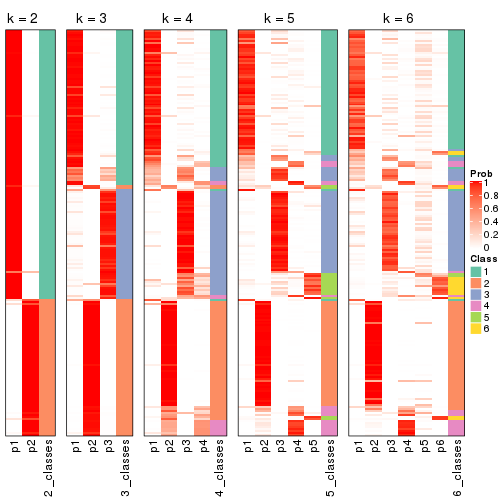 k = 2
k = 3
k = 4
k = 5
k = 6
p1
p2
2_classes
p1
p2
p3
3_classes
p1
p2
p3
p4
4_classes
p1
p2
p3
p4
p5
5_classes
p1
p2
p3
p4
p5
p6
6_classes
Prob
1
0.8
0.6
0.4
0.2
0
Class
1
2
3
4
5
6